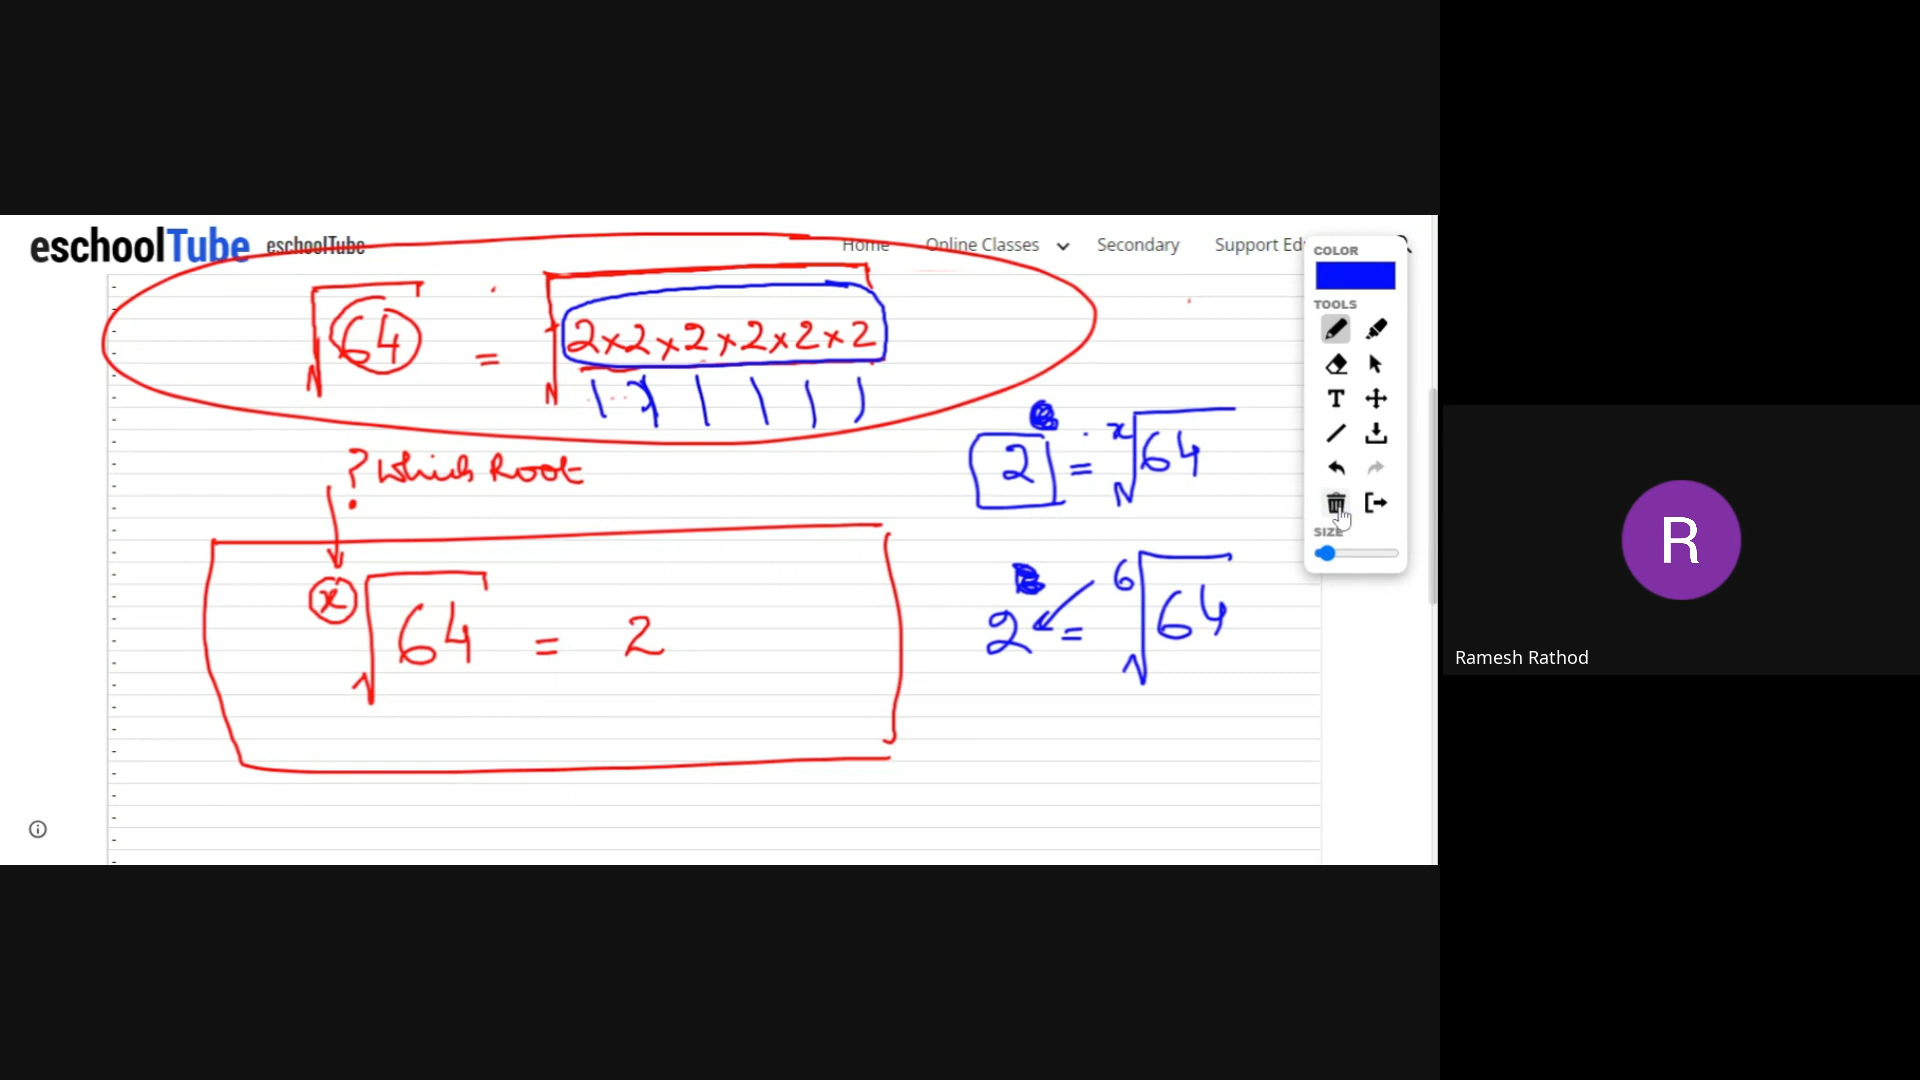 eschoolTube eschoolTube Home Online Classes Secondary Support Ed
COLOR
TOOLS
T
SIZE
√64 = √2×2×2×2×2×2
? Which Root
x√64 = 2
2 = x√64
2 = 6√64
R
Ramesh Rathod